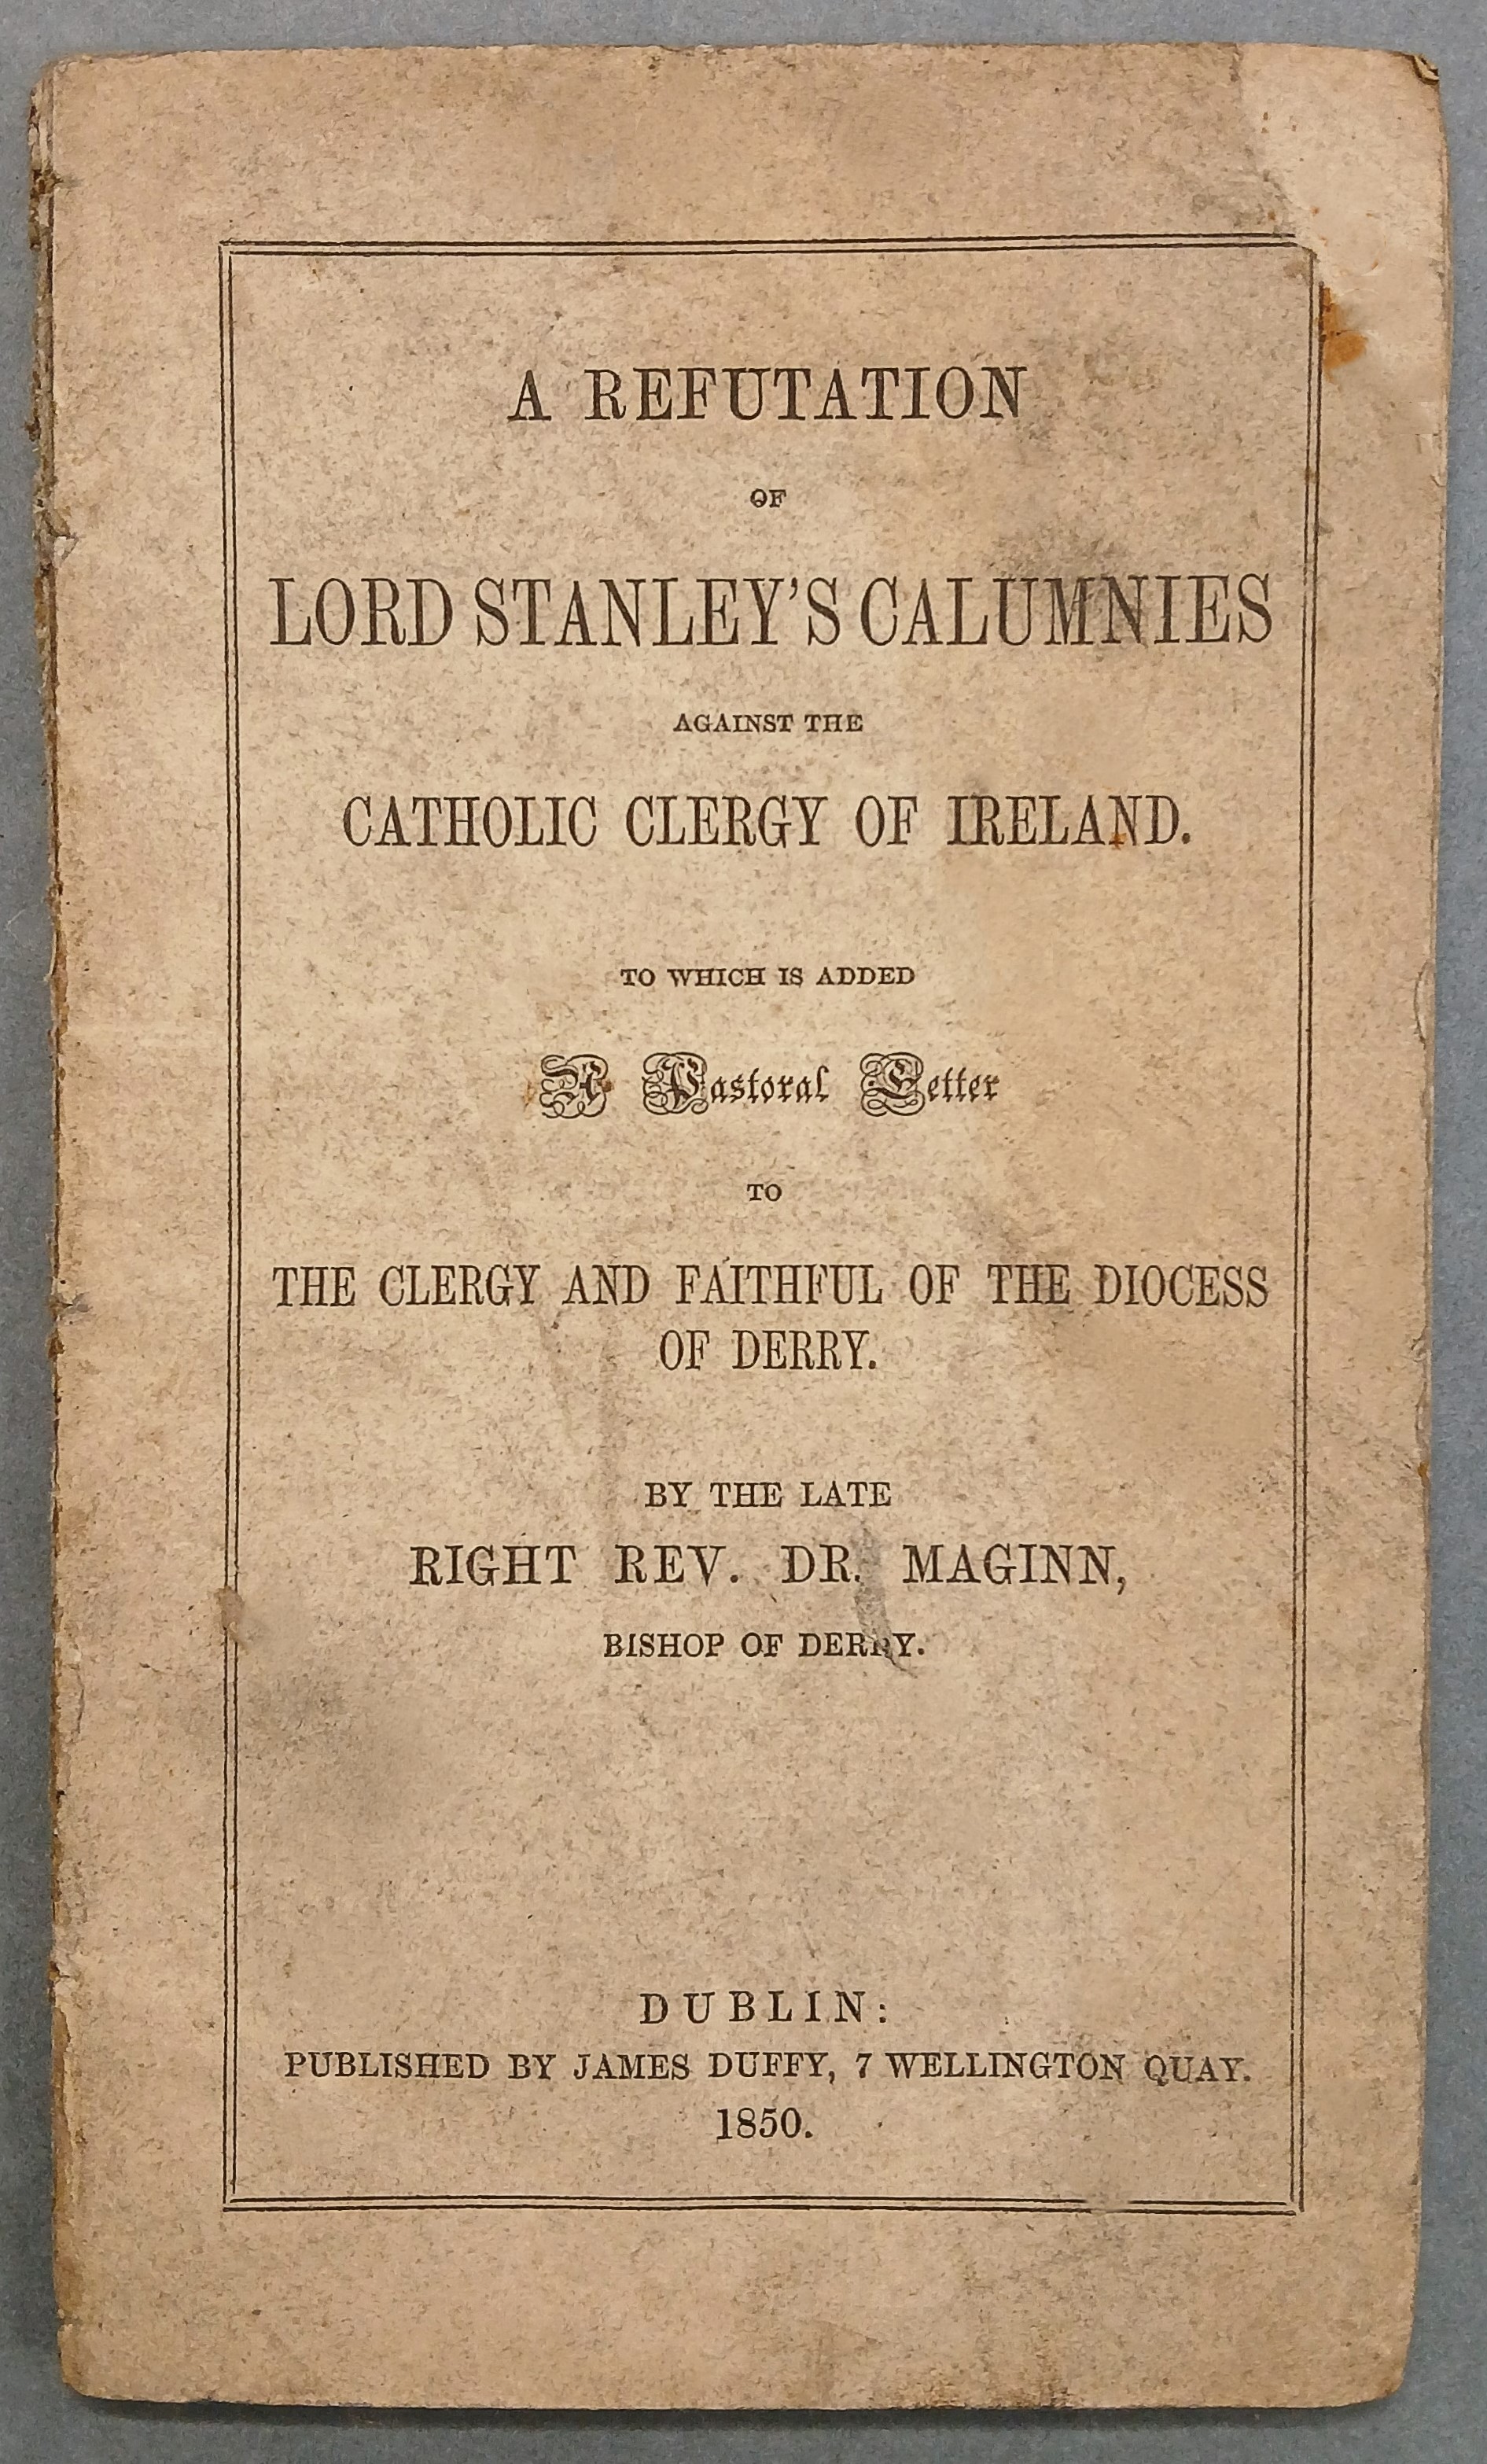 A REFUTATION
OF
LORD STANLEY'S CALUMNIES
AGAINST THE
CATHOLIC CLERGY OF IRELAND.
TO WHICH IS ADDED
A Pastoral Letter
TO
THE CLERGY AND FAITHFUL OF THE DIOCESS
OF DERRY.
BY THE LATE
RIGHT REV. DR. MAGINN,
BISHOP OF DERRY.
DUBLIN:
PUBLISHED BY JAMES DUFFY, 7 WELLINGTON QUAY.
1850.